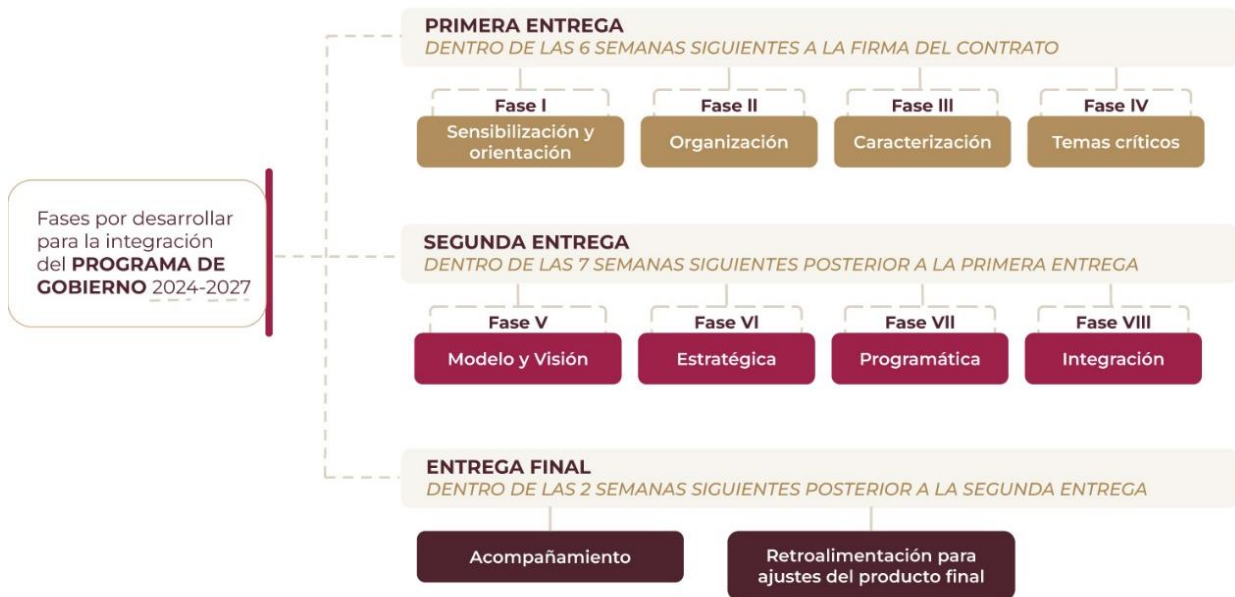 PRIMERA ENTREGA
DENTRO DE LAS 6 SEMANAS SIGUIENTES A LA FIRMA DEL CONTRATO
Fase I
Sensibilización y
orientación
Fase II
Organización
Fase III
Caracterización
Fase IV
Temas críticos
Fases por desarrollar
para la integración
del PROGRAMA DE
GOBIERNO 2024-2027
SEGUNDA ENTREGA
DENTRO DE LAS 7 SEMANAS SIGUIENTES POSTERIOR A LA PRIMERA ENTREGA
Fase V
Modelo y Visión
Fase VI
Estratégica
Fase VII
Programática
Fase VIII
Integración
ENTREGA FINAL
DENTRO DE LAS 2 SEMANAS SIGUIENTES POSTERIOR A LA SEGUNDA ENTREGA
Acompañamiento
Retroalimentación para
ajustes del producto final